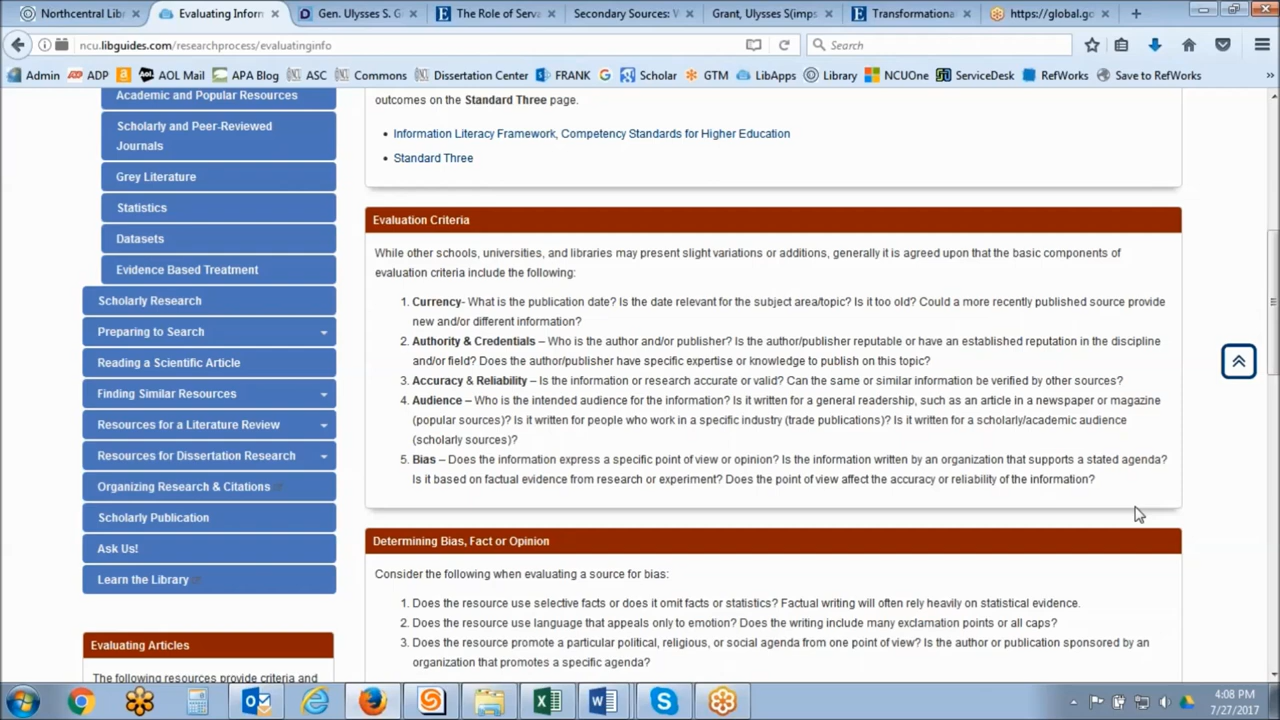 Northcentral Libr
Evaluating Inform
Gen. Ulysses S. G
The Role of Serva
Secondary Sources: W
Grant, Ulysses S(imps
Transformational
https://global.go
ncu.libguides.com/researchprocess/evaluatinginfo
Search
Admin
ADP
AOL Mail
APA Blog
ASC
Commons
Dissertation Center
FRANK
Scholar
GTM
LibApps
Library
NCUOne
ServiceDesk
RefWorks
Save to RefWorks
Academic and Popular Resources
Scholarly and Peer-Reviewed
Journals
Grey Literature
Statistics
Datasets
Evidence Based Treatment
Scholarly Research
Preparing to Search
Reading a Scientific Article
Finding Similar Resources
Resources for a Literature Review
Resources for Dissertation Research
Organizing Research & Citations
Scholarly Publication
Ask Us!
Learn the Library
Evaluating Articles
The following resources provide criteria and
outcomes on the Standard Three page.
• Information Literacy Framework, Competency Standards for Higher Education
• Standard Three
Evaluation Criteria
While other schools, universities, and libraries may present slight variations or additions, generally it is agreed upon that the basic components of
evaluation criteria include the following:
1. Currency- What is the publication date? Is the date relevant for the subject area/topic? Is it too old? Could a more recently published source provide
new and/or different information?
2. Authority & Credentials – Who is the author and/or publisher? Is the author/publisher reputable or have an established reputation in the discipline
and/or field? Does the author/publisher have specific expertise or knowledge to publish on this topic?
3. Accuracy & Reliability – Is the information or research accurate or valid? Can the same or similar information be verified by other sources?
4. Audience – Who is the intended audience for the information? Is it written for a general readership, such as an article in a newspaper or magazine
(popular sources)? Is it written for people who work in a specific industry (trade publications)? Is it written for a scholarly/academic audience
(scholarly sources)?
5. Bias – Does the information express a specific point of view or opinion? Is the information written by an organization that supports a stated agenda?
Is it based on factual evidence from research or experiment? Does the point of view affect the accuracy or reliability of the information?
Determining Bias, Fact or Opinion
Consider the following when evaluating a source for bias:
1. Does the resource use selective facts or does it omit facts or statistics? Factual writing will often rely heavily on statistical evidence.
2. Does the resource use language that appeals only to emotion? Does the writing include many exclamation points or all caps?
3. Does the resource promote a particular political, religious, or social agenda from one point of view? Is the author or publication sponsored by an
organization that promotes a specific agenda?
4:08 PM
7/27/2017